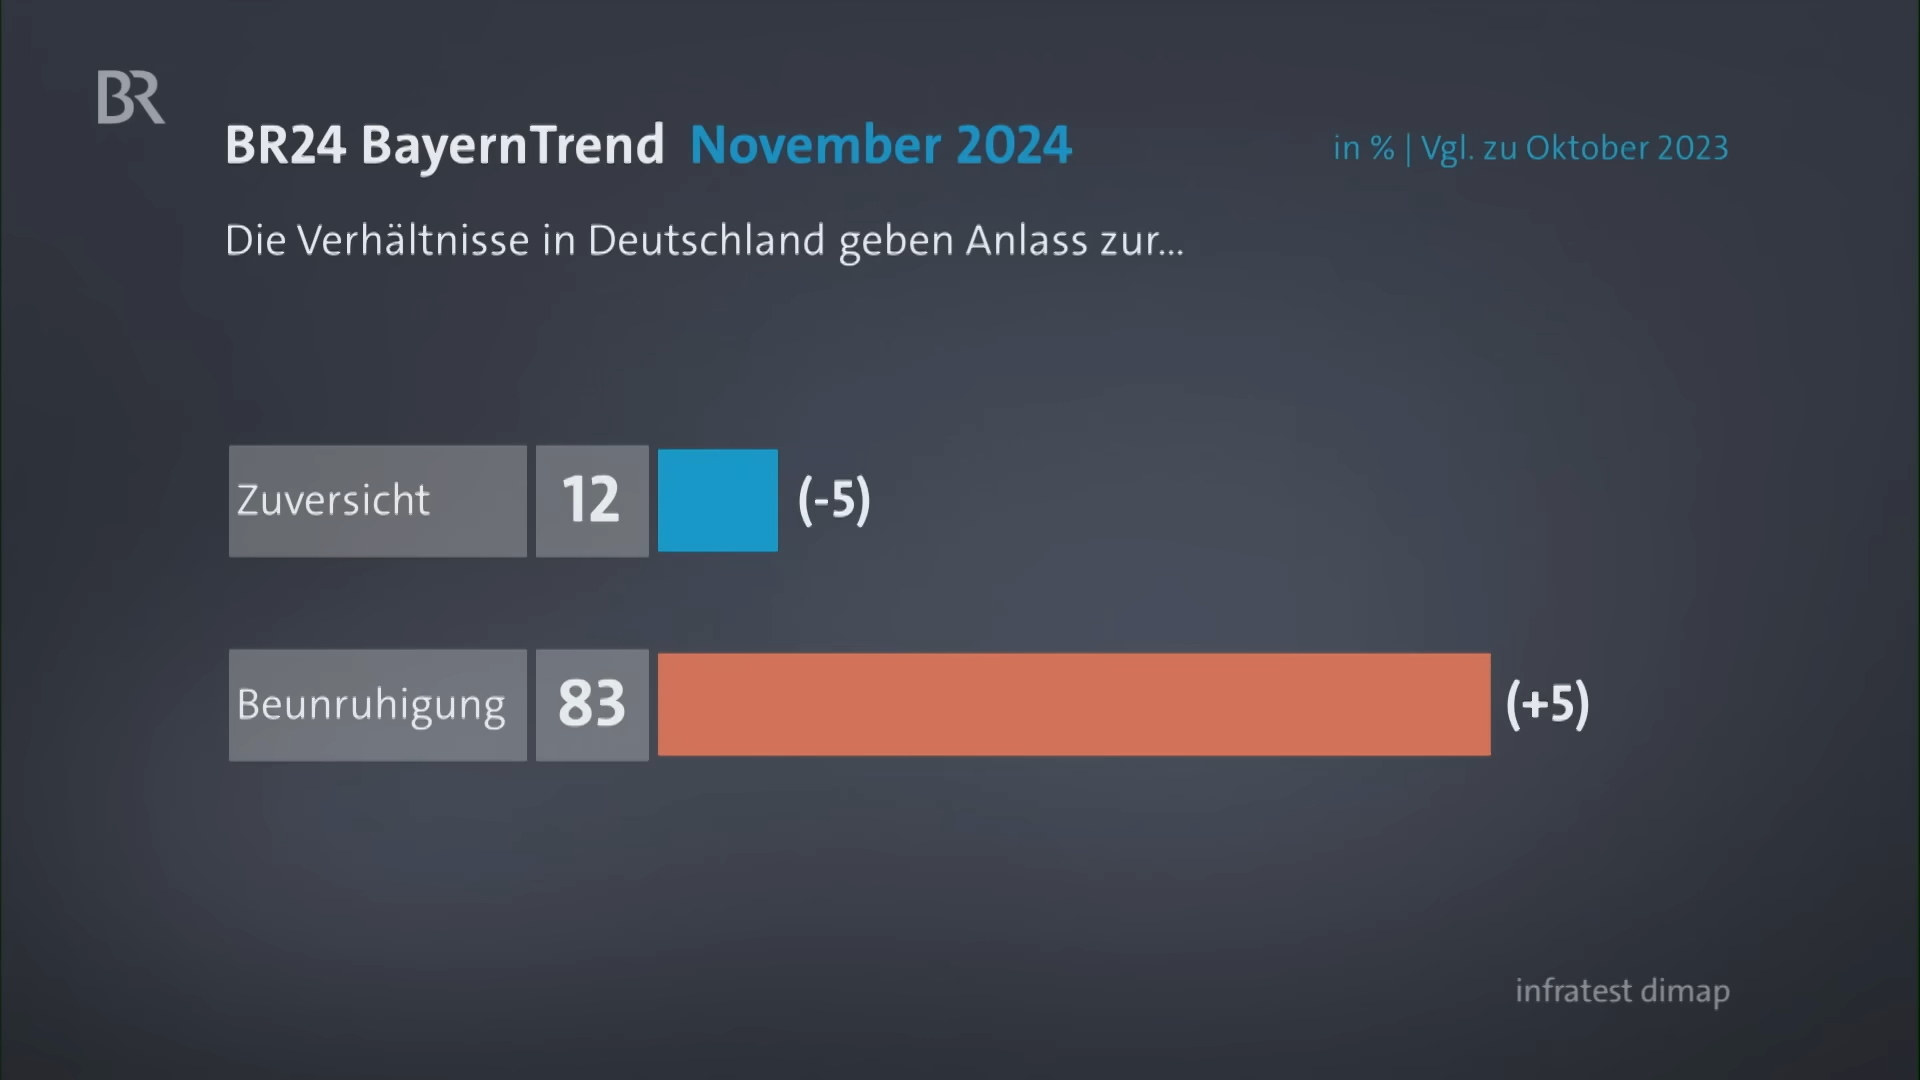 BR
BR24 BayernTrend November 2024
in % | Vgl. zu Oktober 2023
Die Verhältnisse in Deutschland geben Anlass zur...
Zuversicht 12 (-5)
Beunruhigung 83 (+5)
infratest dimap